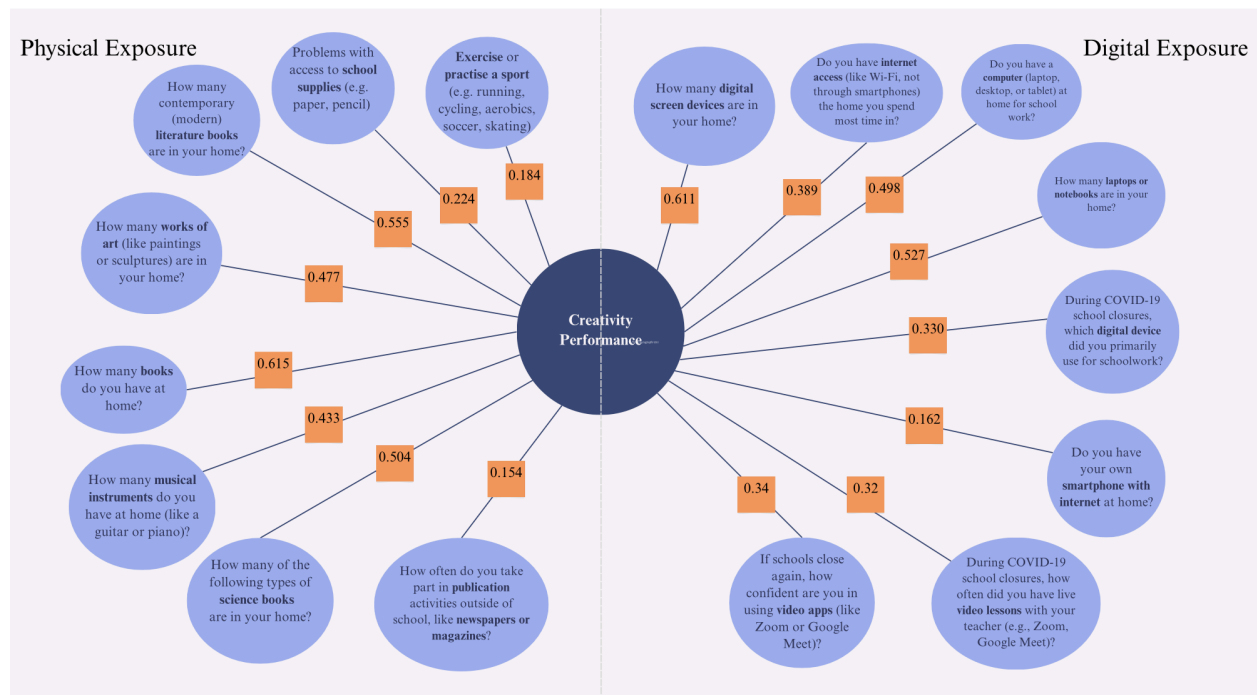 Physical Exposure
Digital Exposure
Problems with
access to school
supplies (e.g.
paper, pencil)
Exercise or
practise a sport
(e.g. running,
cycling, aerobics,
soccer, skating)
How many
contemporary
(modern)
literature books
are in your home?
How many works of
art (like paintings
or sculptures) are in
your home?
How many books
do you have at
home?
How many musical
instruments do you
have at home (like a
guitar or piano)?
How many of the
following types of
science books
are in your home?
How often do you take
part in publication
activities outside of
school, like newspapers or
magazines?
0.184
0.224
0.555
0.477
0.615
0.433
0.504
0.154
Creativity
Performance
How many digital
screen devices are in
your home?
Do you have internet
access (like Wi-Fi, not
through smartphones)
the home you spend
most time in?
Do you have a
computer (laptop,
desktop, or tablet) at
home for school
work?
How many laptops or
notebooks are in your
home?
During COVID-19
school closures,
which digital device
did you primarily
use for schoolwork?
Do you have
your own
smartphone with
internet at home?
During COVID-19
school closures, how
often did you have live
video lessons with your
teacher (e.g., Zoom,
Google Meet)?
If schools close
again, how
confident are you in
using video apps (like
Zoom or Google
Meet)?
0.611
0.389
0.498
0.527
0.330
0.162
0.32
0.34